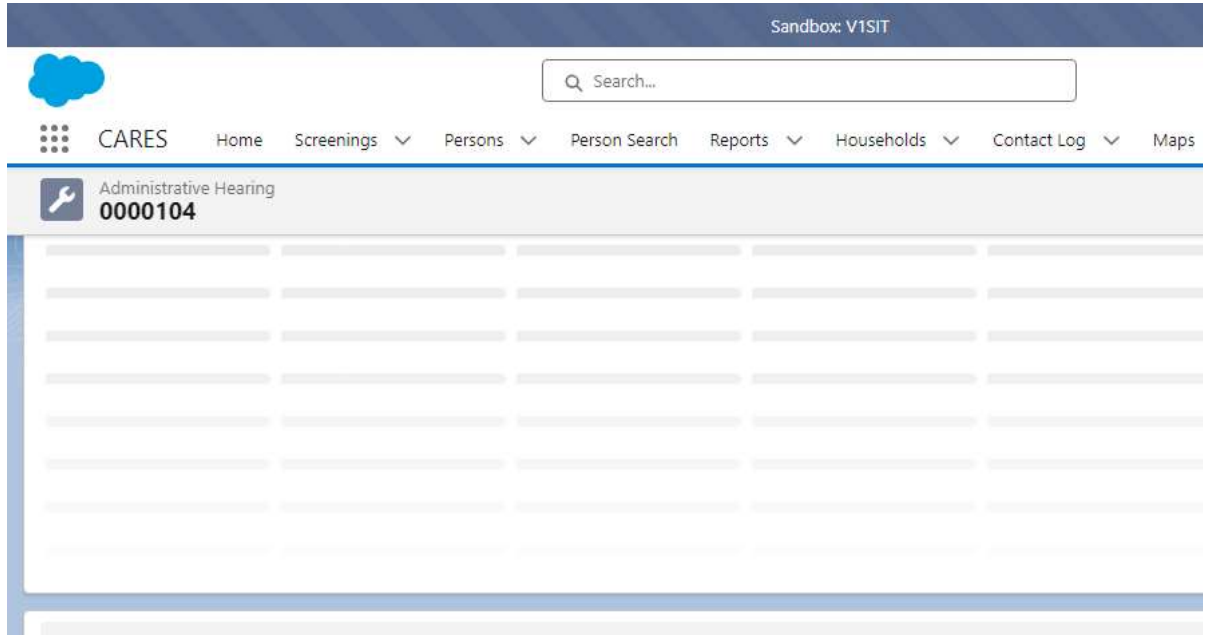 Sandbox: V1SIT
Search...
CARES Home Screenings Persons Person Search Reports Households Contact Log Maps
Administrative Hearing
0000104